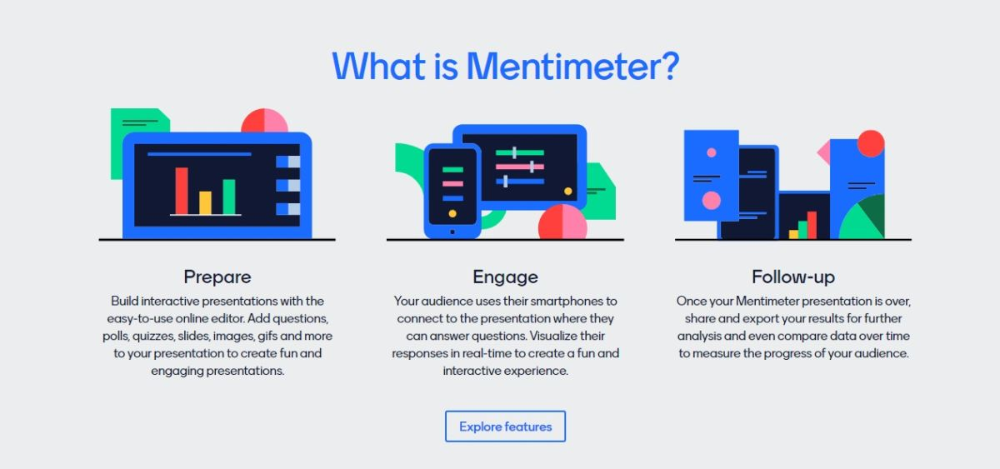 What is Mentimeter?
Prepare
Build interactive presentations with the
easy-to-use online editor. Add questions,
polls, quizzes, slides, images, gifs and more
to your presentation to create fun and
engaging presentations.
Engage
Your audience uses their smartphones to
connect to the presentation where they
can answer questions. Visualize their
responses in real-time to create a fun and
interactive experience.
Follow-up
Once your Mentimeter presentation is over,
share and export your results for further
analysis and even compare data over time
to measure the progress of your audience.
Explore features